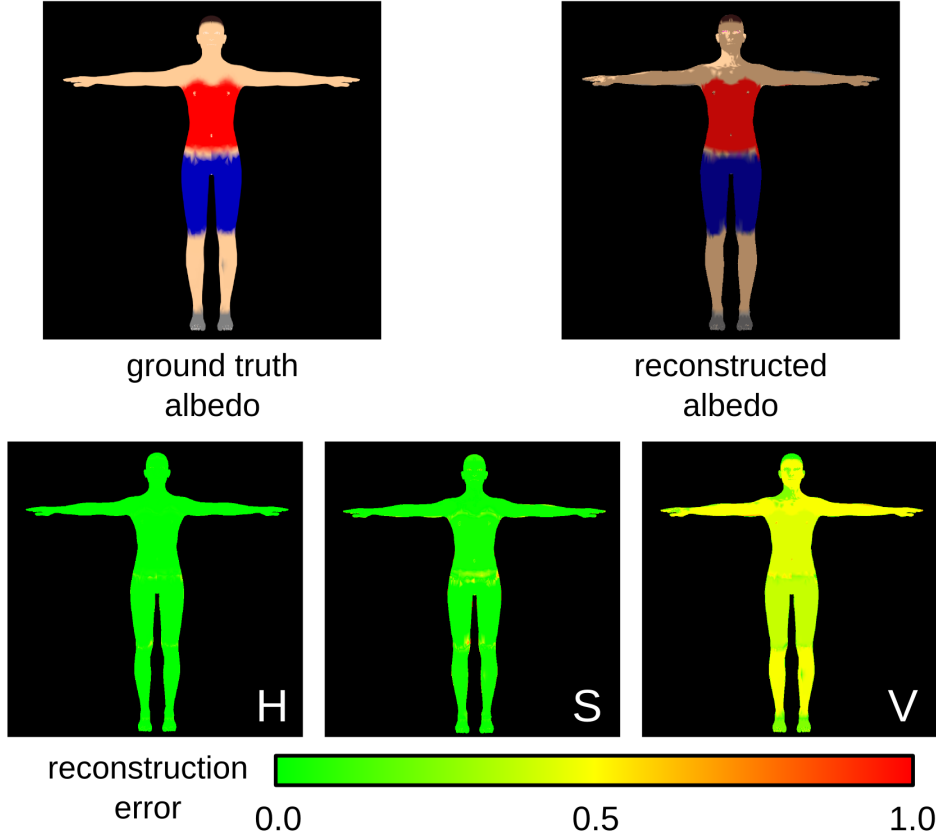 ground truth
albedo
reconstructed
albedo
H
S
V
reconstruction
error
0.0
0.5
1.0